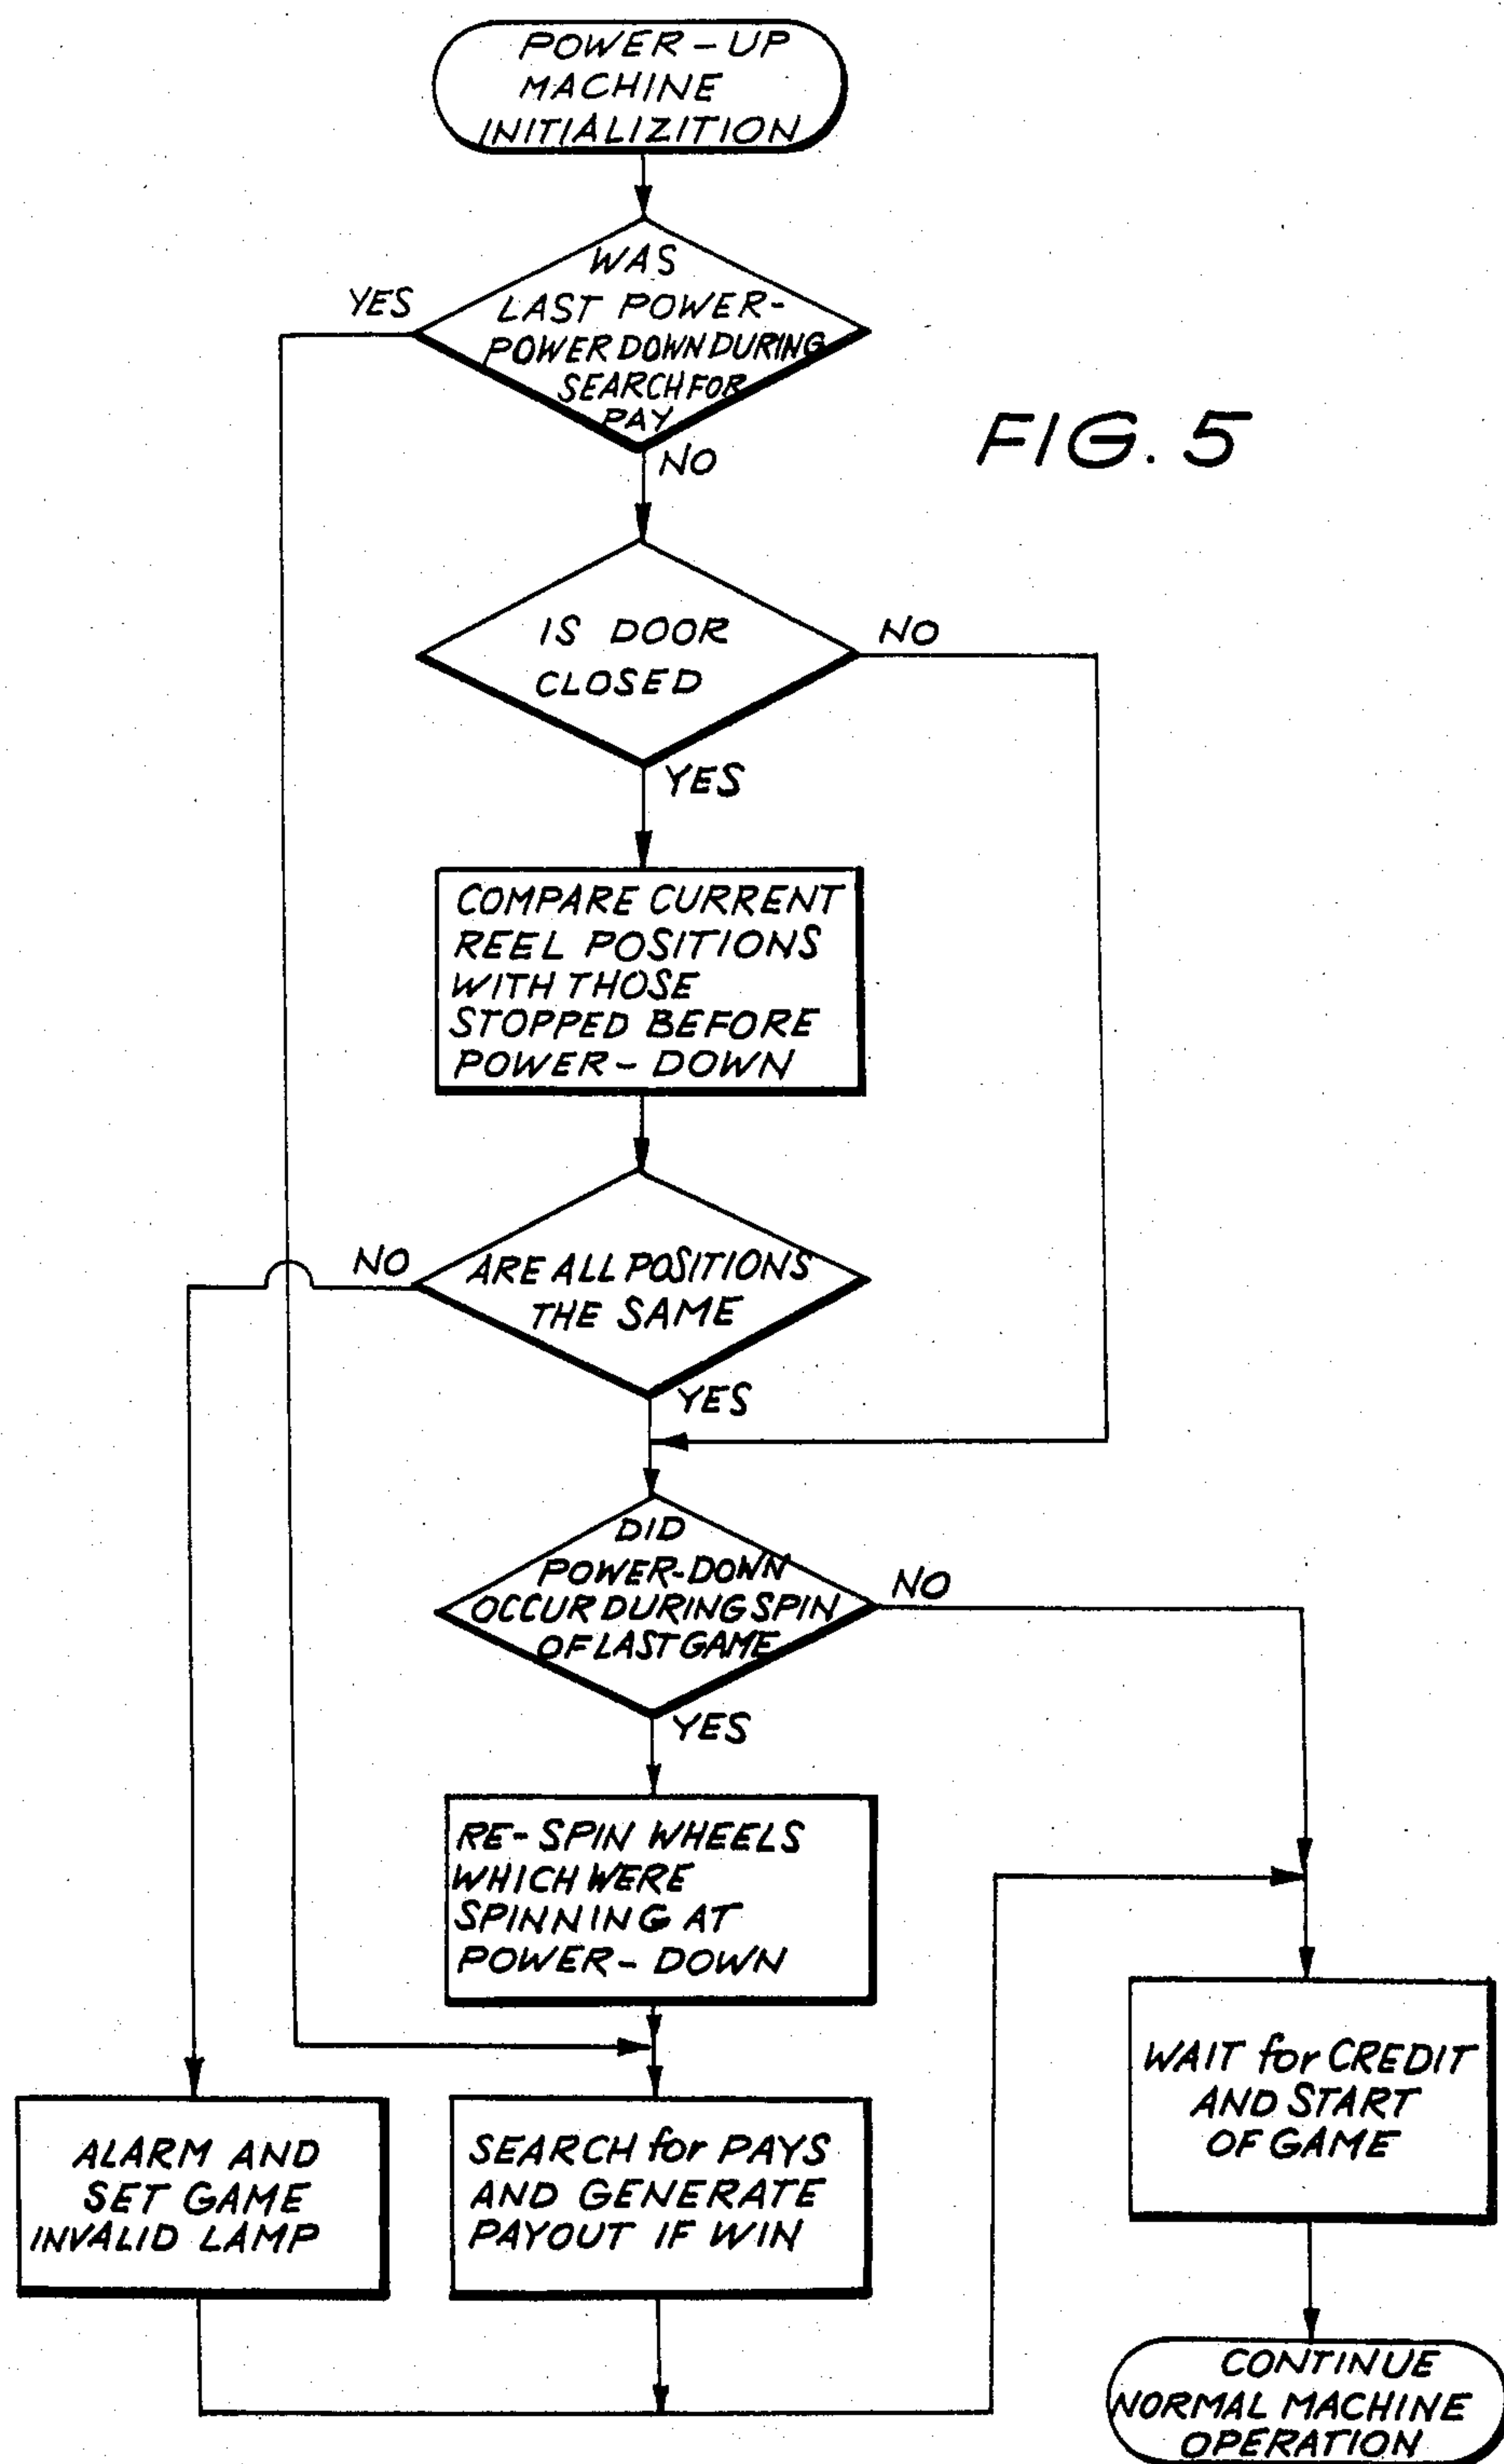 POWER-UP
MACHINE
INITIALIZITION
WAS
LAST POWER-
POWER DOWN DURING
SEARCH FOR
PAY
YES
NO
FIG. 5
IS DOOR
CLOSED
NO
YES
COMPARE CURRENT
REEL POSITIONS
WITH THOSE
STOPPED BEFORE
POWER-DOWN
ARE ALL POSITIONS
THE SAME
NO
YES
DID
POWER-DOWN
OCCUR DURING SPIN
OF LAST GAME
NO
YES
RE-SPIN WHEELS
WHICH WERE
SPINNING AT
POWER-DOWN
ALARM AND
SET GAME
INVALID LAMP
SEARCH for PAYS
AND GENERATE
PAYOUT IF WIN
WAIT for CREDIT
AND START
OF GAME
CONTINUE
NORMAL MACHINE
OPERATION